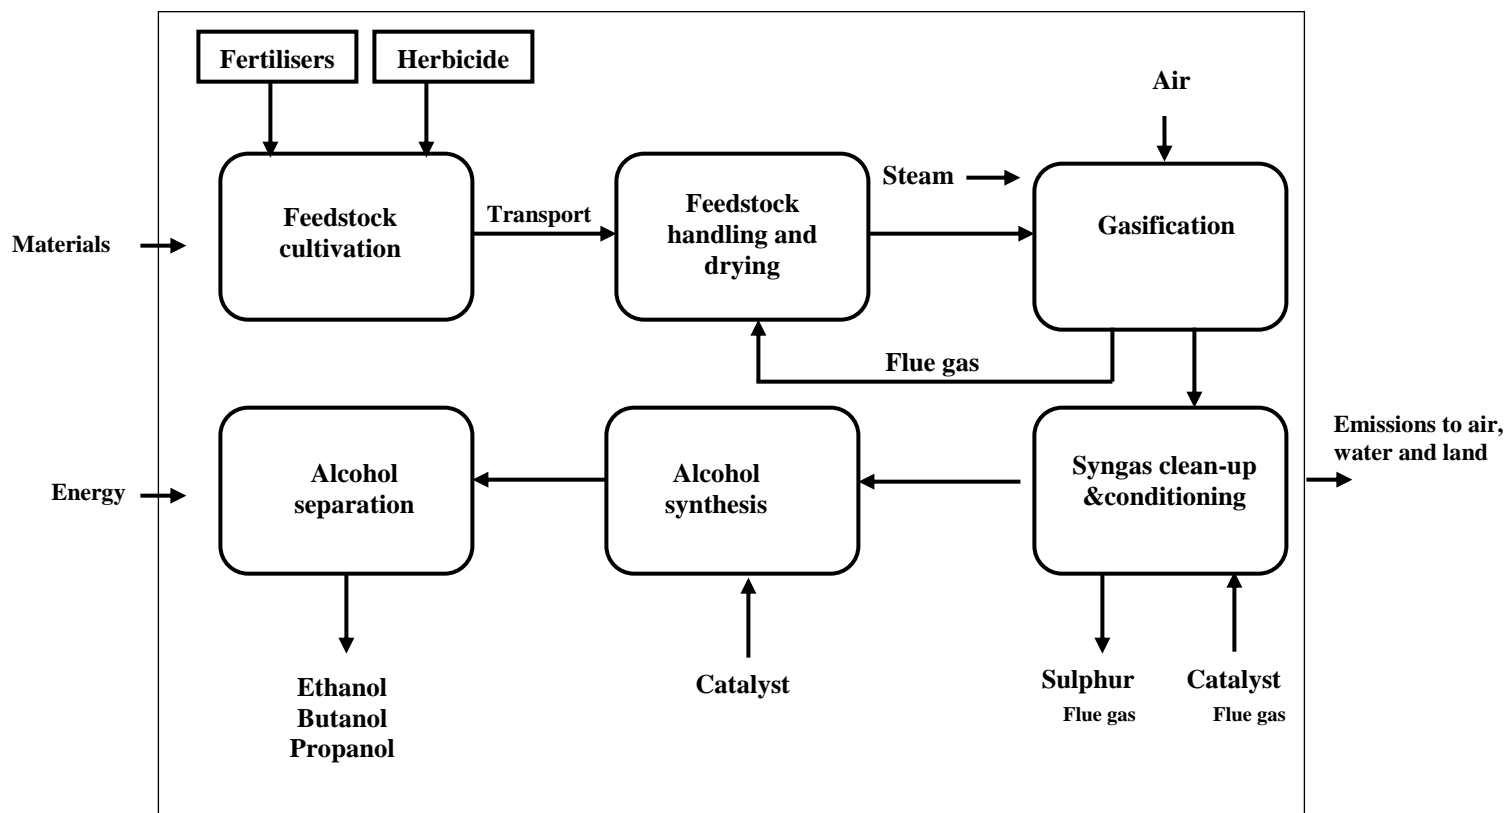 Fertilisers
Herbicide
Air
Steam
Transport
Feedstock
cultivation
Feedstock
handling and
drying
Gasification
Materials
Flue gas
Emissions to air,
water and land
Syngas clean-up
&conditioning
Alcohol
synthesis
Alcohol
separation
Energy
Ethanol
Butanol
Propanol
Catalyst
Sulphur
Flue gas
Catalyst
Flue gas